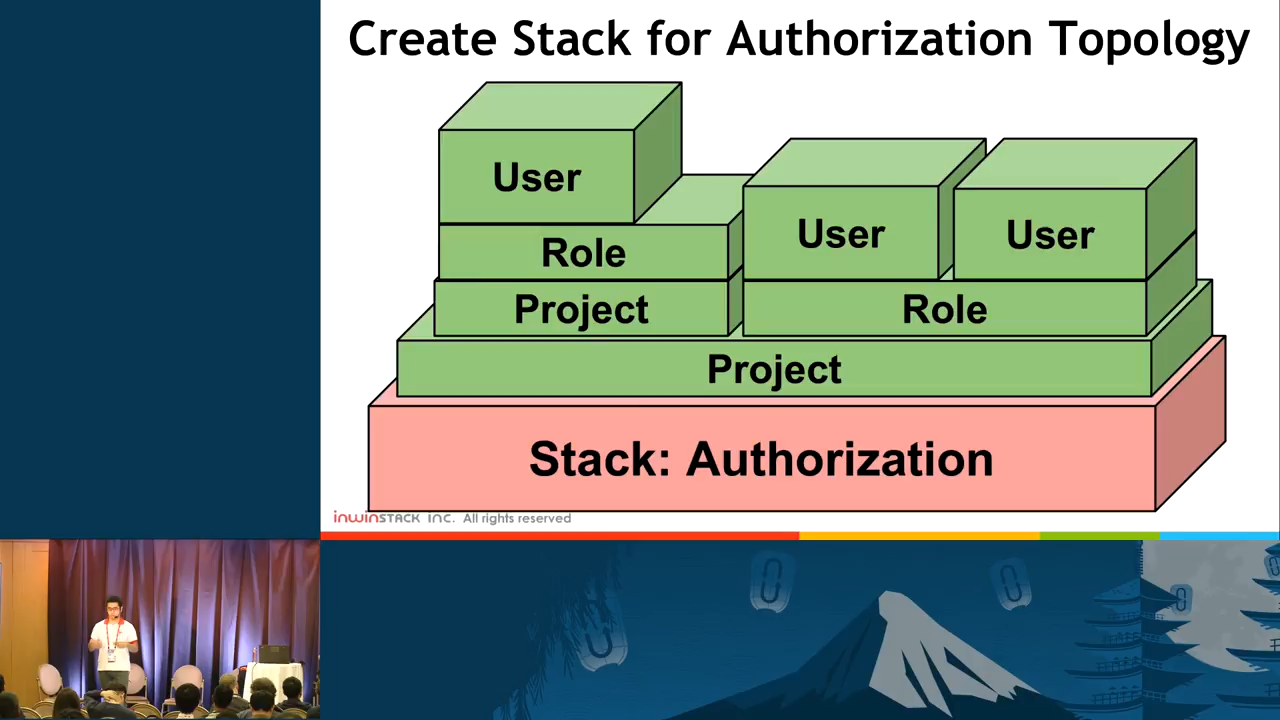 Create Stack for Authorization Topology
User
User
User
Role
Project
Role
Project
Stack: Authorization
inwinSTACK INC. All rights reserved